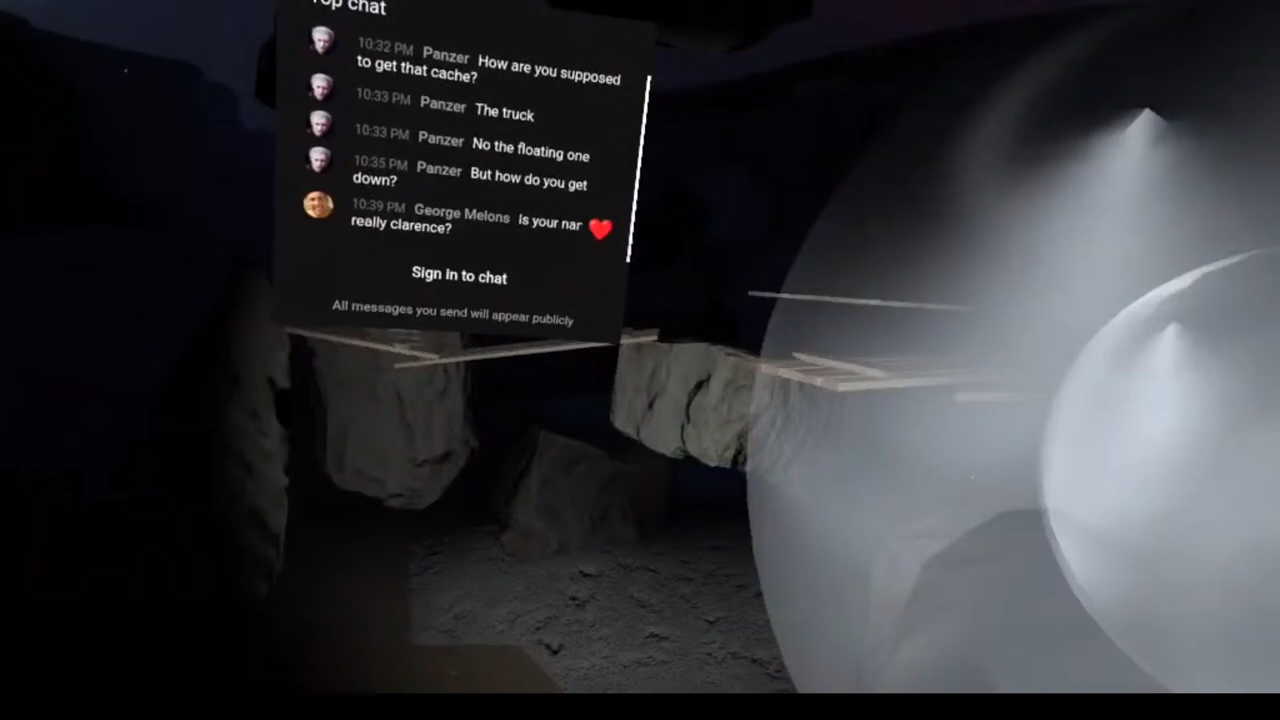 Top chat
10:32 PM Panzer How are you supposed
to get that cache?
10:33 PM Panzer The truck
10:33 PM Panzer No the floating one
10:35 PM Panzer But how do you get
down?
10:39 PM George Melons Is your nar
really clarence?
Sign in to chat
All messages you send will appear publicly